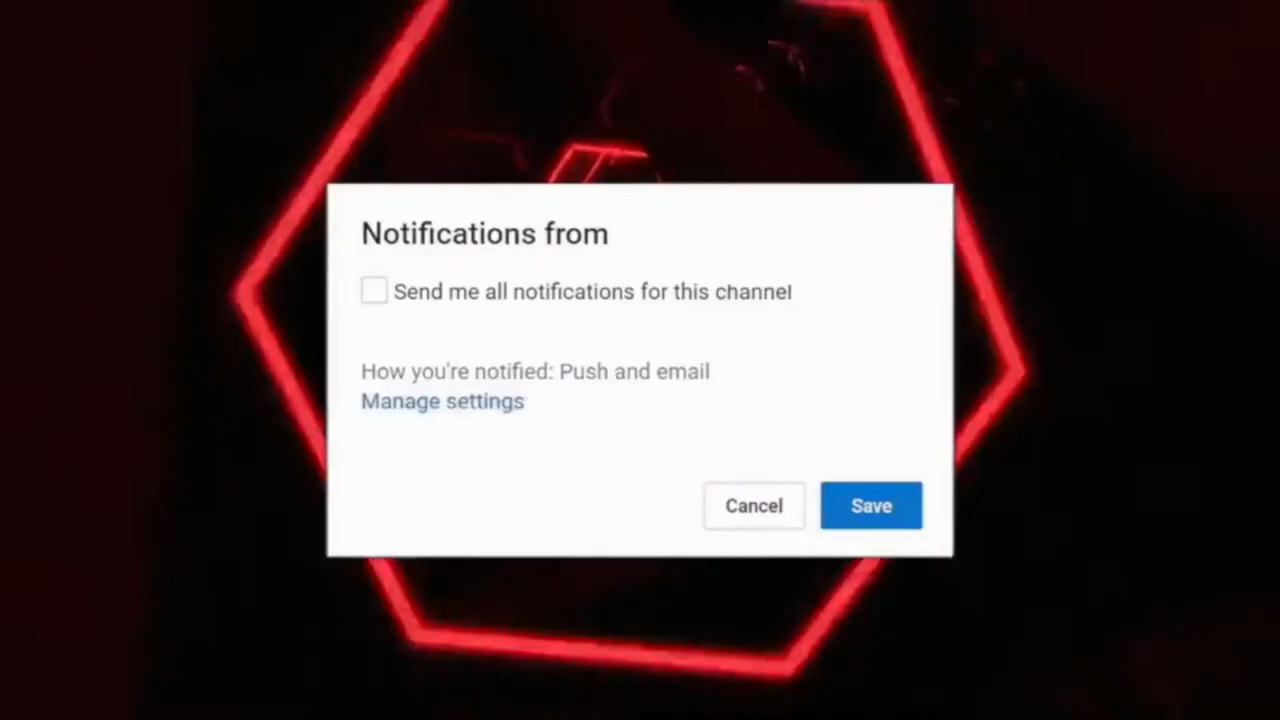 Notifications from
Send me all notifications for this channel
How you're notified: Push and email
Manage settings
Cancel Save